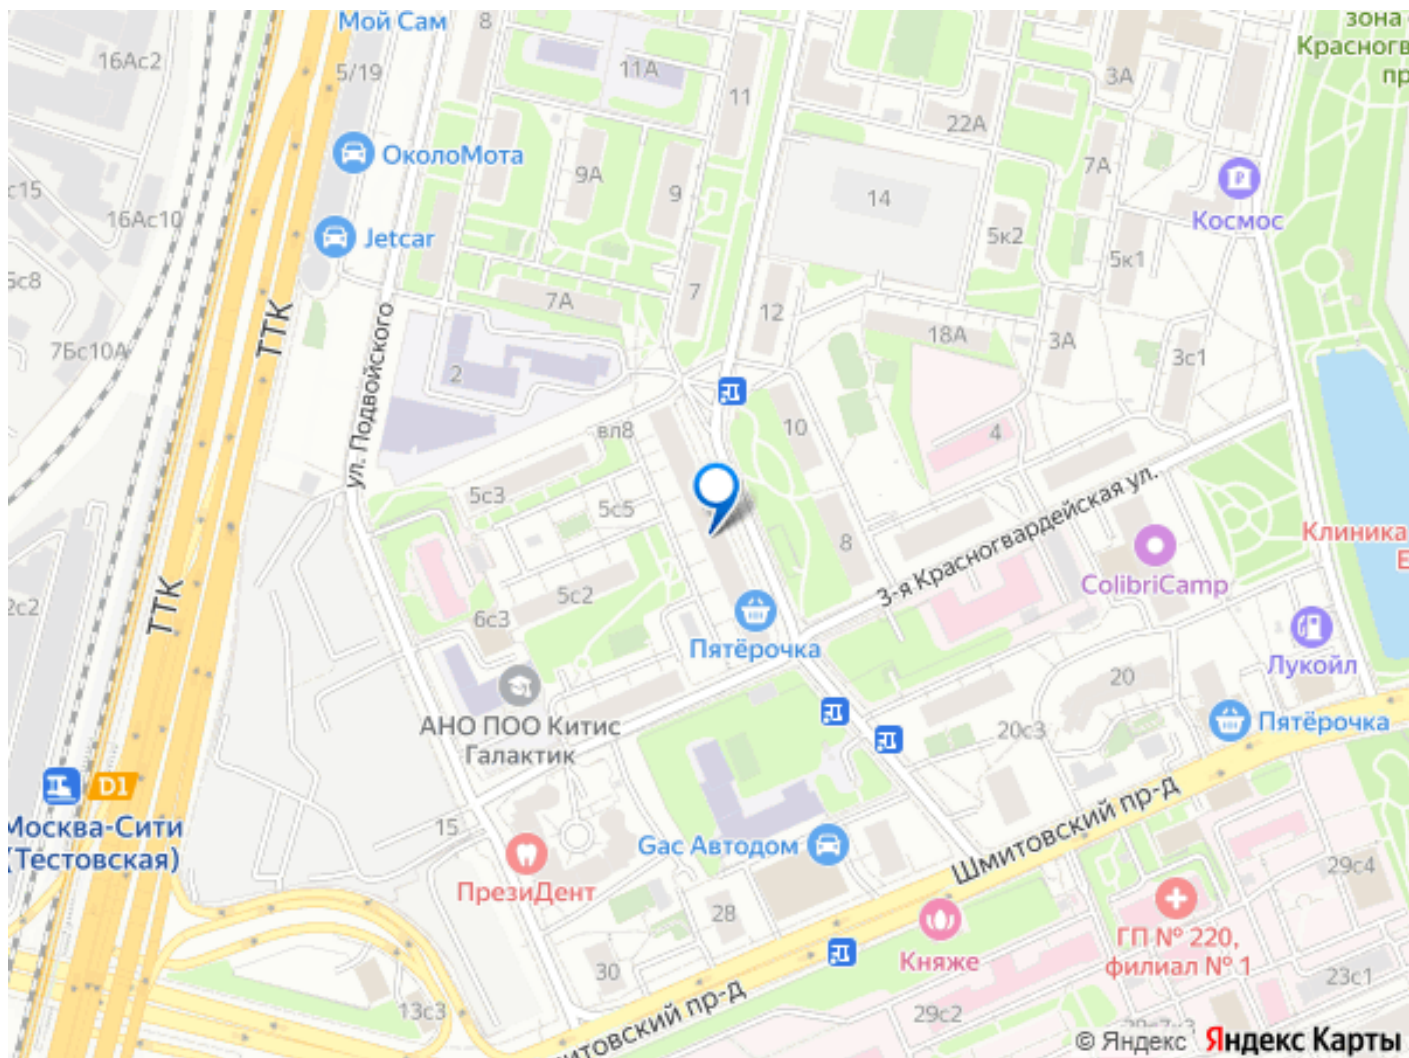 Мой Сам
8
зона
Красногв
пр
16Ас2
5/19
11А
3А
11
22А
ОколоМота
9А
7А
с15
9
14
16Ас10
Космос
Jetcar
5к2
5к1
5с8
7А
7
12
ТТК
18А
3А
7Бс10А
3с1
2
ул. Подвойского
вл8
10
4
5с3
5с5
3-я Красногвардейская ул.
Клиника
Е
8
ColibriCamp
5с2
2с2
ТТК
6с3
Пятёрочка
Лукойл
20
АНО ПОО Китис
Галактик
20с3
Пятёрочка
D1
Москва-Сити
(Тестовская)
15
Gac Автодом
Шмитовский пр-д
29с4
ПрезиДент
28
ГП № 220,
филиал № 1
Княже
30
23с1
13с3
Шмитовский пр-д
29с2
© Яндекс Яндекс Карты